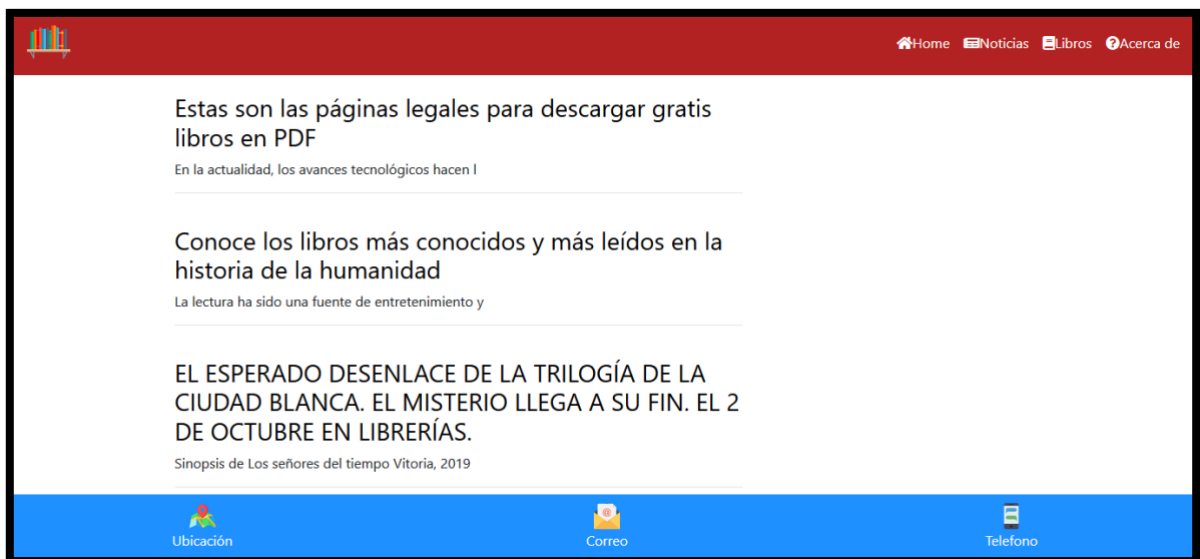 Home Noticias Libros Acerca de
Estas son las páginas legales para descargar gratis
libros en PDF
En la actualidad, los avances tecnológicos hacen l
Conoce los libros más conocidos y más leídos en la
historia de la humanidad
La lectura ha sido una fuente de entretenimiento y
EL ESPERADO DESENLACE DE LA TRILOGÍA DE LA
CIUDAD BLANCA. EL MISTERIO LLEGA A SU FIN. EL 2
DE OCTUBRE EN LIBRERÍAS.
Sinopsis de Los señores del tiempo Vitoria, 2019
Ubicación Correo Telefono